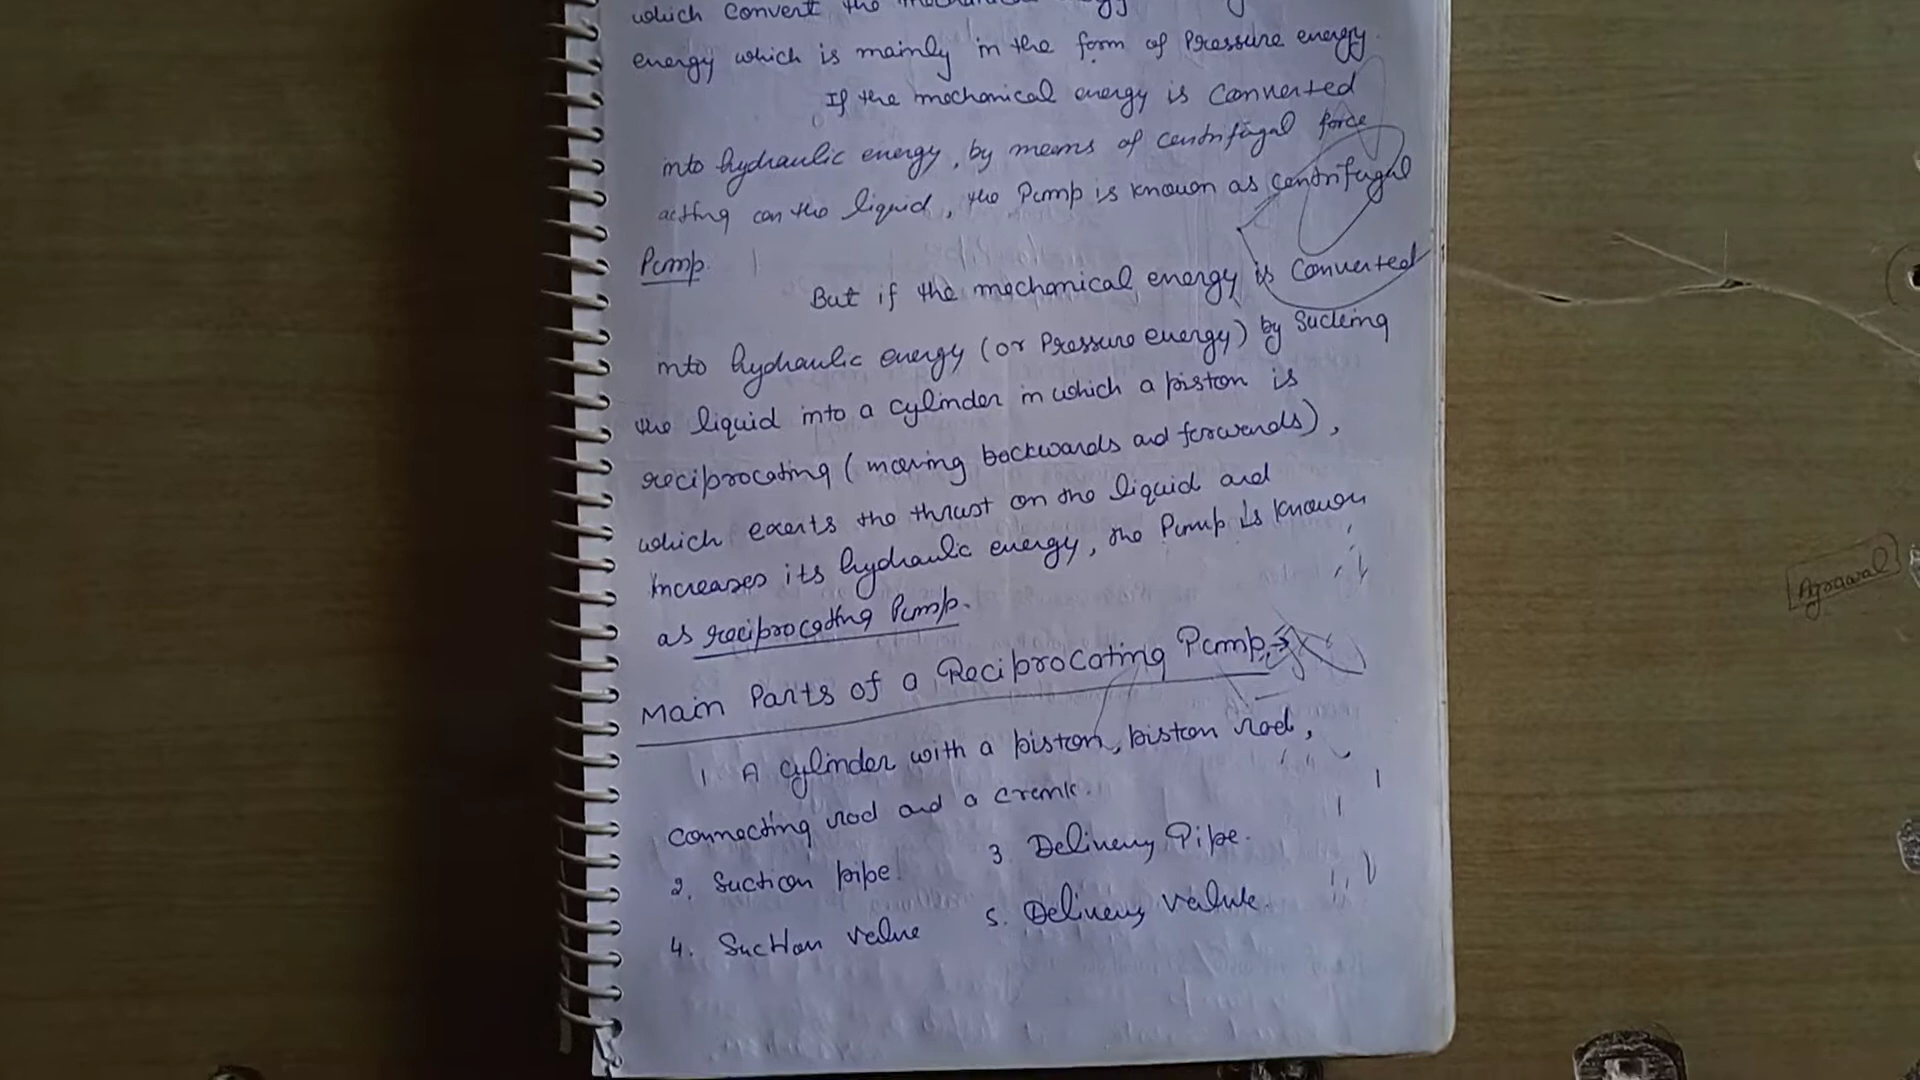 which convert the
energy which is mainly in the form of Pressure energy.
If the mechanical energy is converted
into hydraulic energy, by means of centrifugal force
acting on the liquid, the Pump is known as centrifugal
Pump.
But if the mechanical energy is converted
into hydraulic energy (or Pressure energy) by sucking
the liquid into a cylinder in which a piston is
reciprocating (moving backwards and forwards),
which exerts the thrust on the liquid and
increases its hydraulic energy, the Pump is known
as reciprocating Pump.
Main Parts of a Reciprocating Pump:-
1. A cylinder with a piston, piston rod,
connecting rod and a crank.
2. Suction pipe 3. Delivery Pipe.
4. Suction valve 5. Delivery valve.
Agrawal